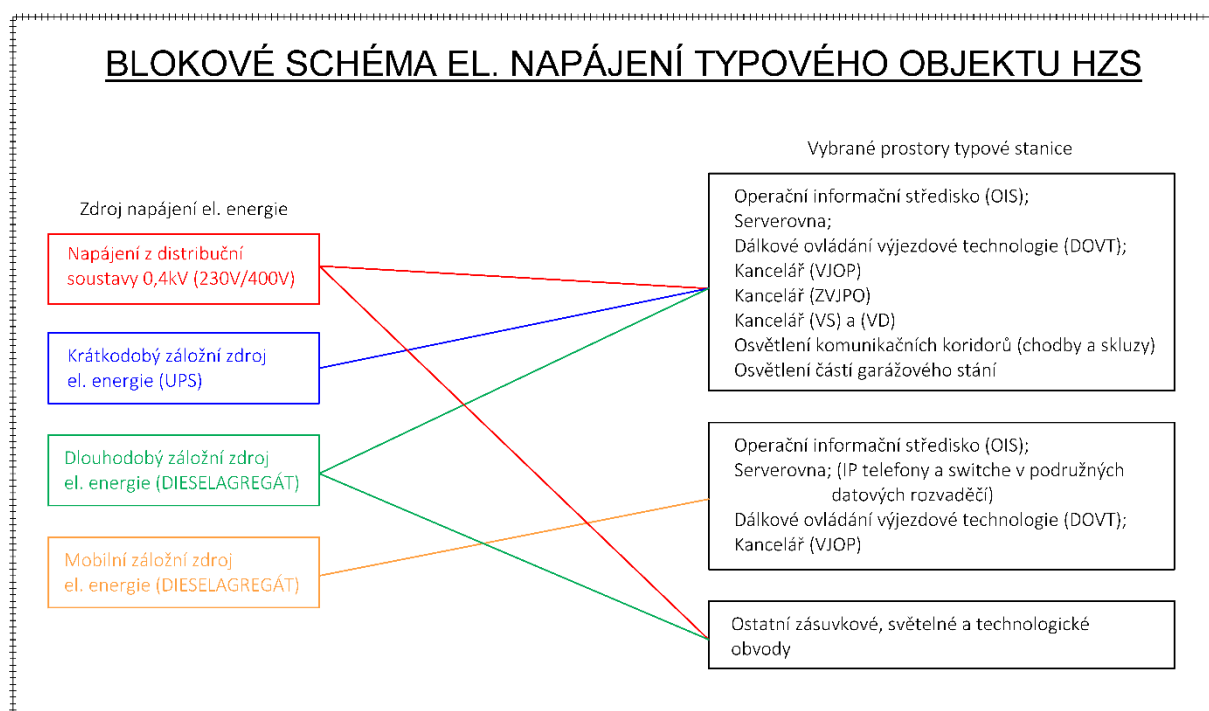 BLOKOVÉ SCHÉMA EL. NAPÁJENÍ TYPOVÉHO OBJEKTU HZS
Zdroj napájení el. energie
Napájení z distribuční
soustavy 0,4kV (230V/400V)
Krátkodobý záložní zdroj
el. energie (UPS)
Dlouhodobý záložní zdroj
el. energie (DIESELAGREGÁT)
Mobilní záložní zdroj
el. energie (DIESELAGREGÁT)
Vybrané prostory typové stanice
Operační informační středisko (OIS);
Serverovna;
Dálkové ovládání výjezdové technologie (DOVT);
Kancelář (VJOP)
Kancelář (ZVJPO)
Kancelář (VS) a (VD)
Osvětlení komunikačních koridorů (chodby a skluzy)
Osvětlení částí garážového stání
Operační informační středisko (OIS);
Serverovna; (IP telefony a switche v podružných
datových rozvaděčí)
Dálkové ovládání výjezdové technologie (DOVT);
Kancelář (VJOP)
Ostatní zásuvkové, světelné a technologické
obvody